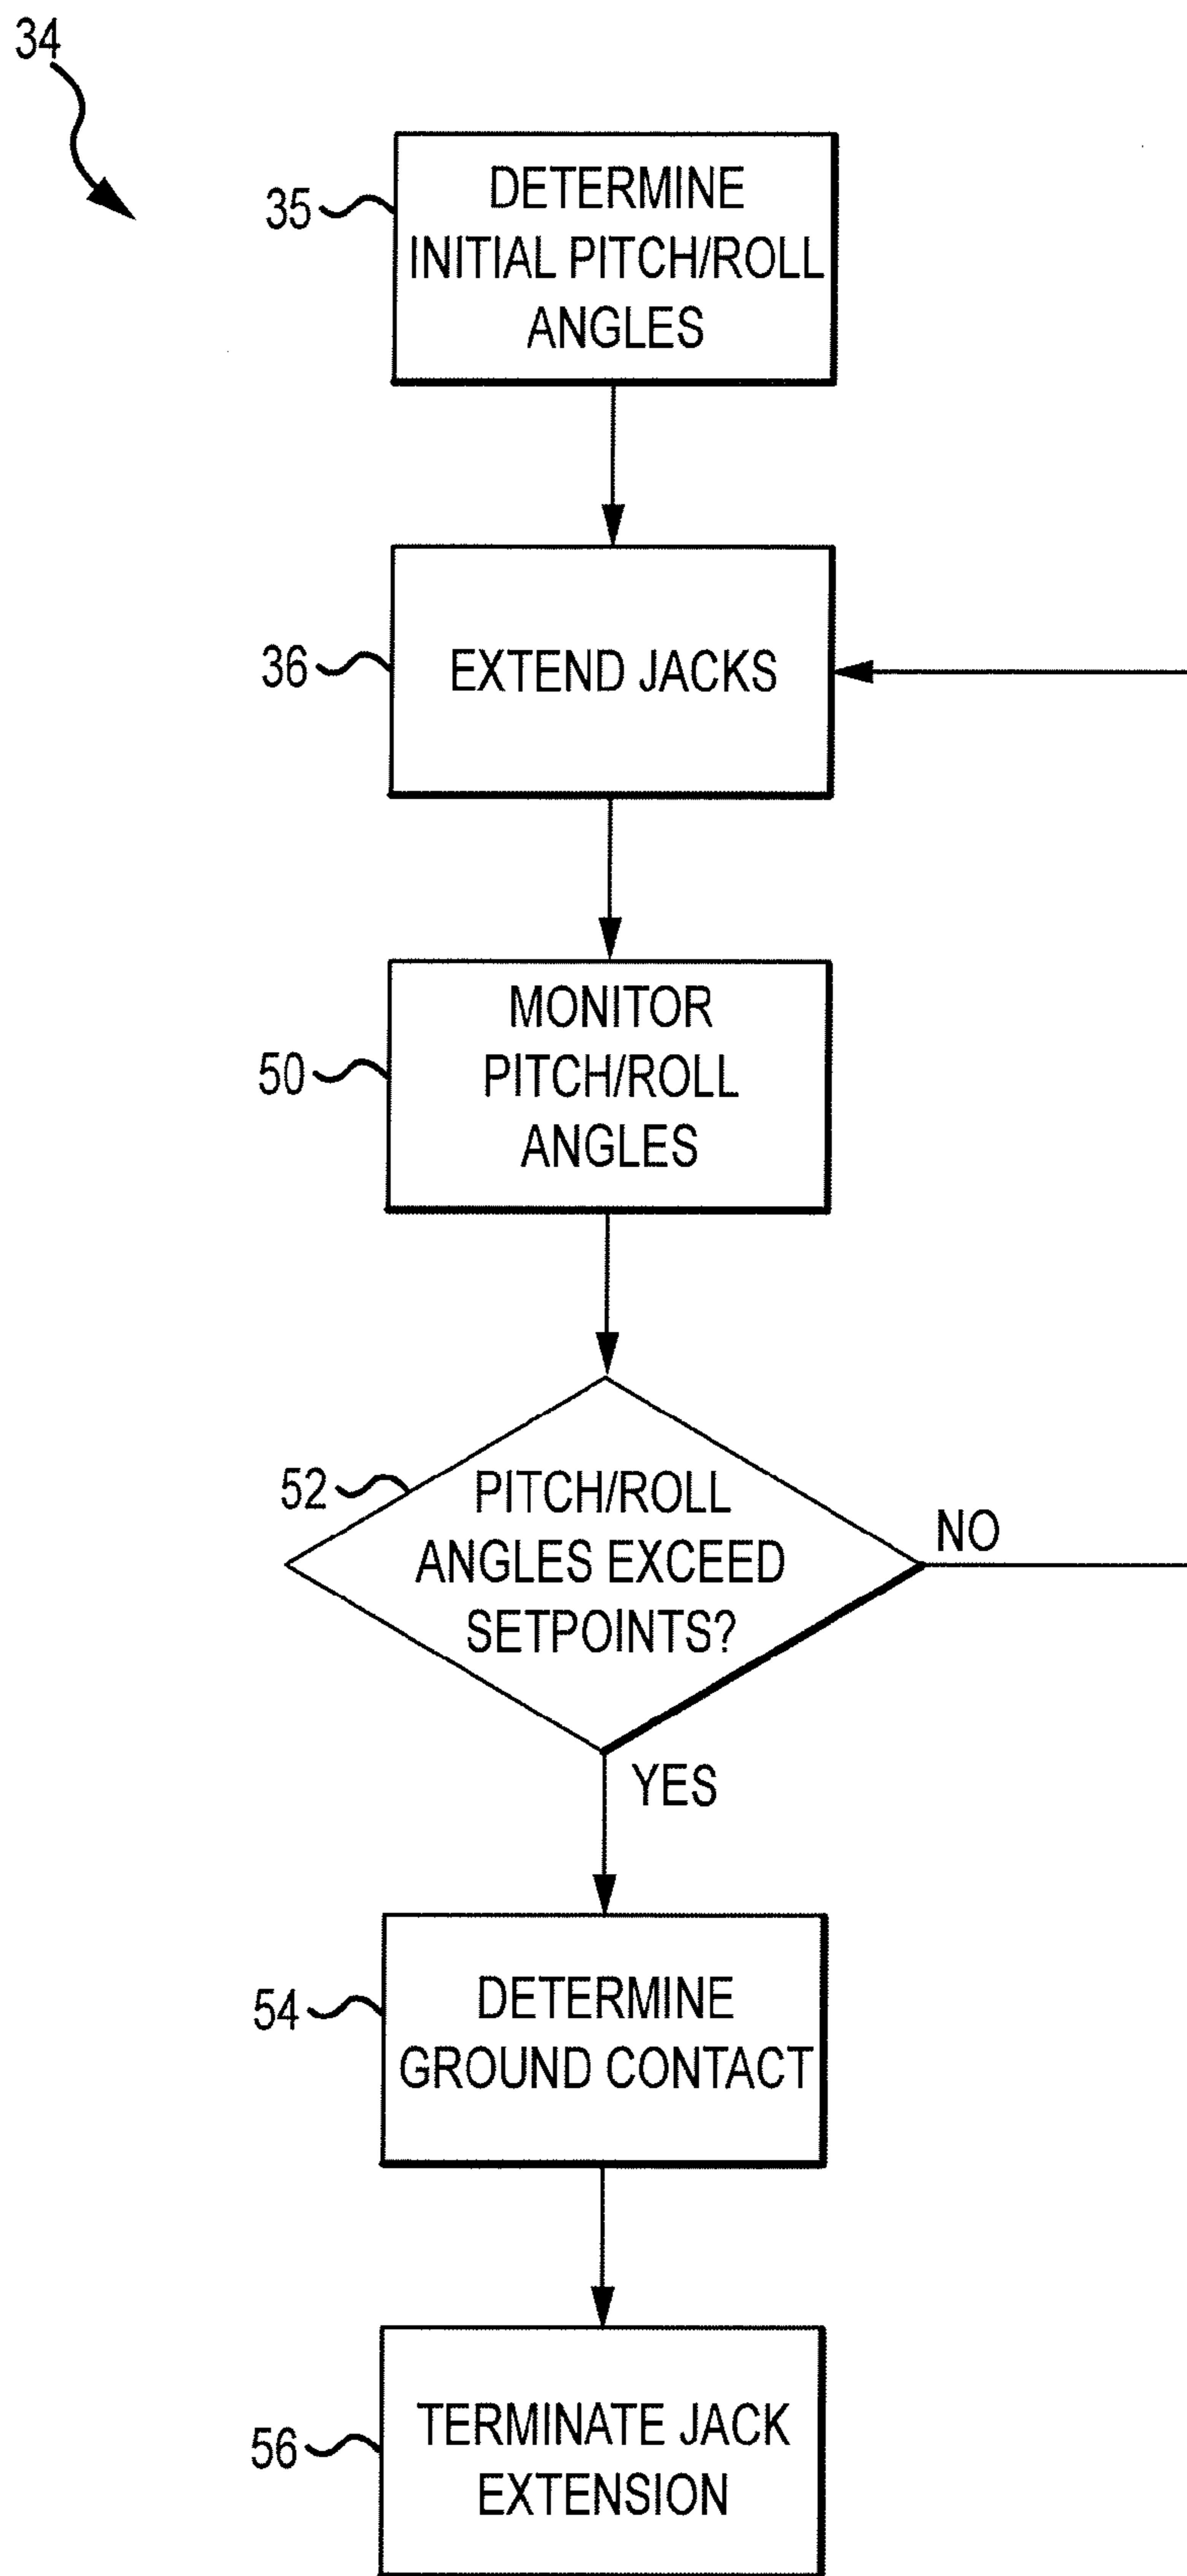 34
35
DETERMINE
INITIAL PITCH/ROLL
ANGLES
36
EXTEND JACKS
50
MONITOR
PITCH/ROLL
ANGLES
52
PITCH/ROLL
ANGLES EXCEED
SETPOINTS?
NO
YES
54
DETERMINE
GROUND CONTACT
56
TERMINATE JACK
EXTENSION